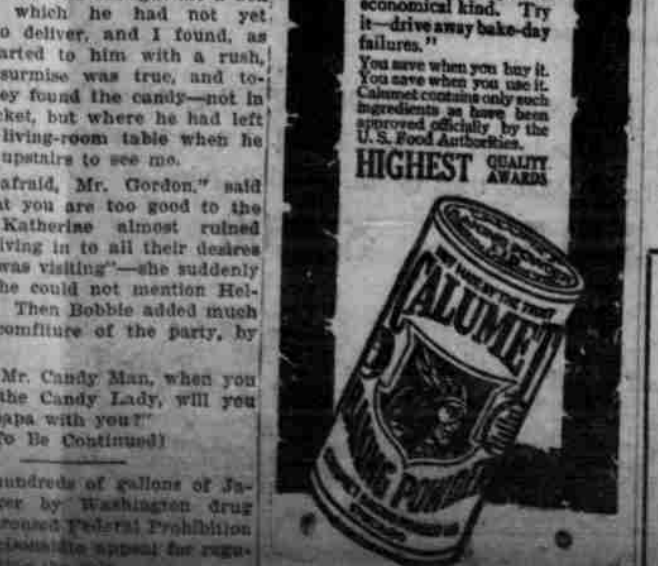 which he had not yet
o deliver, and I found, as
arted to him with a rush,
surmise was true, and to-
ey found the candy—not in
cket, but where he had left
living-room table when he
upstairs to see me.
afraid, Mr. Gordon," said
at you are too good to the
Katherine almost ruined
iving in to all their desires
was visiting"—she suddenly
he could not mention Hel-
Then Bobbie added much
comfiture of the party, by
Mr. Candy Man, when you
the Candy Lady, will you
papa with you?"
To Be Continued)
hundreds of gallons of Ja-
ger by Washington drug
Federal Prohibition
appeal for regu-
economical kind. Try
it—drive away bake-day
failures."
You save when you buy it.
You save when you use it.
Calumet contains only such
ingredients as have been
approved officially by the
U. S. Food Authorities.
HIGHEST QUALITY
AWARDS
CALUMET
BAKING POWDER
CHICAGO